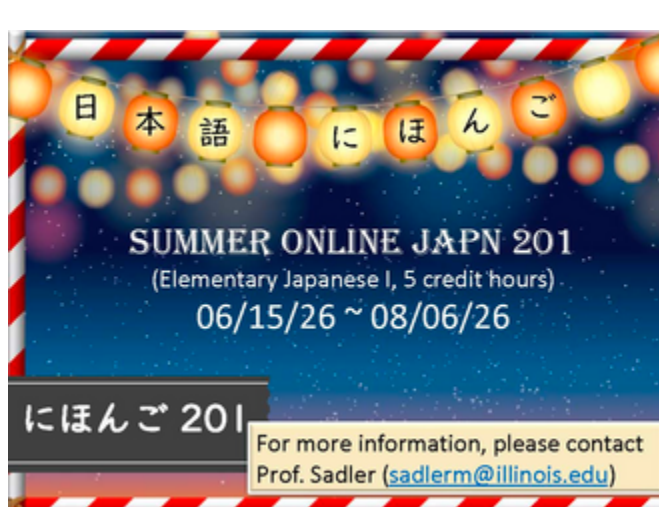 日本語にほんご
SUMMER ONLINE JAPN 201
(Elementary Japanese I, 5 credit hours)
06/15/26 ~ 08/06/26
にほんご 201
For more information, please contact
Prof. Sadler (sadlerm@illinois.edu)